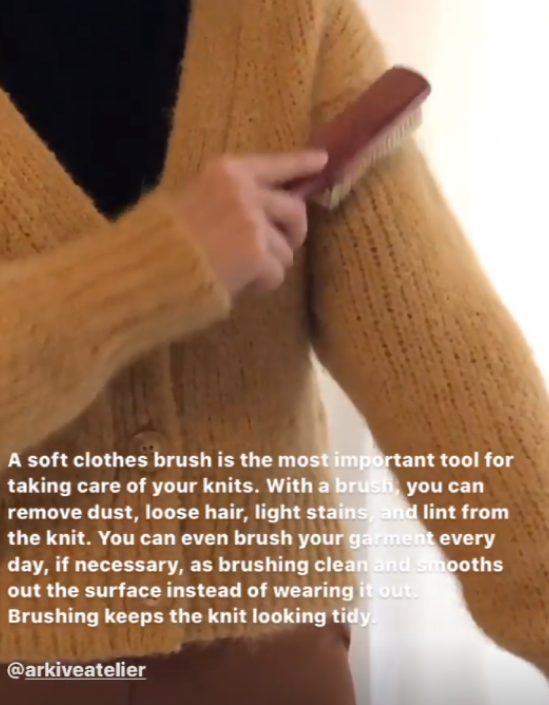 A soft clothes brush is the most important tool for
taking care of your knits. With a brush, you can
remove dust, loose hair, light stains, and lint from
the knit. You can even brush your garment every
day, if necessary, as brushing clean and smooths
out the surface instead of wearing it out.
Brushing keeps the knit looking tidy.
@arkiveatelier